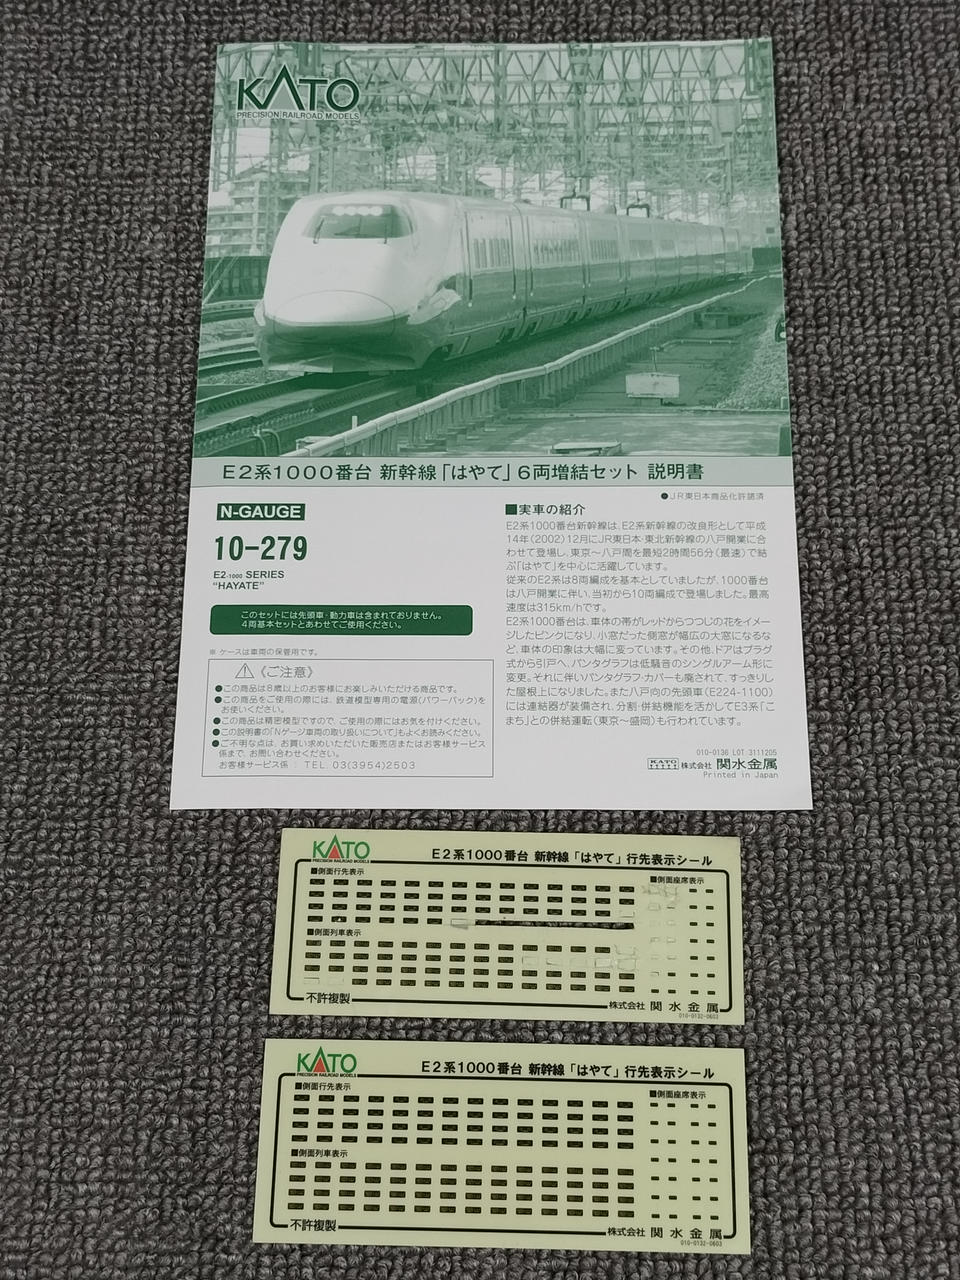 KATO
PRECISION RAILROAD MODELS
E2系1000番台 新幹線「はやて」6両増結セット 説明書
●JR東日本商品化許諾済
N-GAUGE
10-279
E2-1000 SERIES
"HAYATE"
このセットには先頭車・動力車は含まれておりません。
4両基本セットとあわせてご使用ください。
※ ケースは車両の保管用です。
⚠《ご注意》
●この商品は8歳以上のお客様にお楽しみいただける商品です。
●この商品をご使用の際には、鉄道模型専用の電源(パワーパック)を
お使いください。
●この商品は精密模型ですので、ご使用の際にはお気を付けください。
●この説明書の「Nゲージ車両の取り扱いについて」もよくお読みください。
●ご不明な点は、お買い求めいただいた販売店またはお客様サービス
係まで、お問い合わせください。
お客様サービス係 : TEL. 03(3954)2503
■実車の紹介
E2系1000番台新幹線は、E2系新幹線の改良形として平成
14年(2002)12月にJR東日本・東北新幹線の八戸開業に合
わせて登場し、東京～八戸間を最短2時間56分(最速)で結
ぶ「はやて」を中心に活躍しています。
従来のE2系は8両編成を基本としていましたが、1000番台
は八戸開業に伴い、当初から10両編成で登場しました。最高
速度は315km/hです。
E2系1000番台は、車体の帯がレッドからつつじの花をイメー
ジしたピンクになり、小窓だった側窓が幅広の大窓になるな
ど、車体の印象は大幅に変っています。その他、ドアはプラグ
式から引戸へ、パンタグラフは低騒音のシングルアーム形に
変更。それに伴いパンタグラフ・カバーも廃されて、すっきりし
た屋根上になりました。また八戸向の先頭車(E224-1100)
には連結器が装備され、分割・併結機能を活かしてE3系「こ
まち」との併結運転(東京～盛岡)も行われています。
010-0136 LOT 3111205
KATO 株式会社 関水金属
Printed in Japan
KATO
PRECISION RAILROAD MODELS
E2系1000番台 新幹線「はやて」行先表示シール
■側面行先表示
■側面座席表示
■側面列車表示
不許複製
株式会社 関水金属
010-0132-0603
KATO
PRECISION RAILROAD MODELS
E2系1000番台 新幹線「はやて」行先表示シール
■側面行先表示
■側面座席表示
■側面列車表示
不許複製
株式会社 関水金属
010-0132-0603